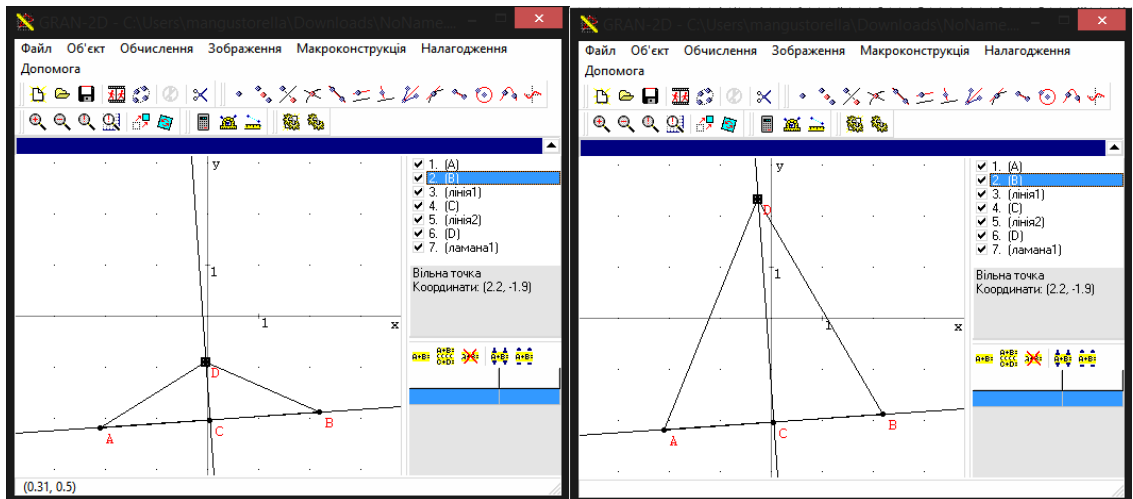 GRAN-2D - C:\Users\mangustorella\Downloads\NoName...
Файл Об'єкт Обчислення Зображення Макроконструкція Налагодження
Допомога
y
1
1
x
D
A
C
B
1. (A)
2. (B)
3. (лінія1)
4. (C)
5. (лінія2)
6. (D)
7. (ламана1)
Вільна точка
Координати: (2.2, -1.9)
(0.31, 0.5)
GRAN-2D - C:\Users\mangustorella\Downloads\NoName...
Файл Об'єкт Обчислення Зображення Макроконструкція Налагодження
Допомога
y
D
1
1
x
A
C
B
1. (A)
2. (B)
3. (лінія1)
4. (C)
5. (лінія2)
6. (D)
7. (ламана1)
Вільна точка
Координати: (2.2, -1.9)